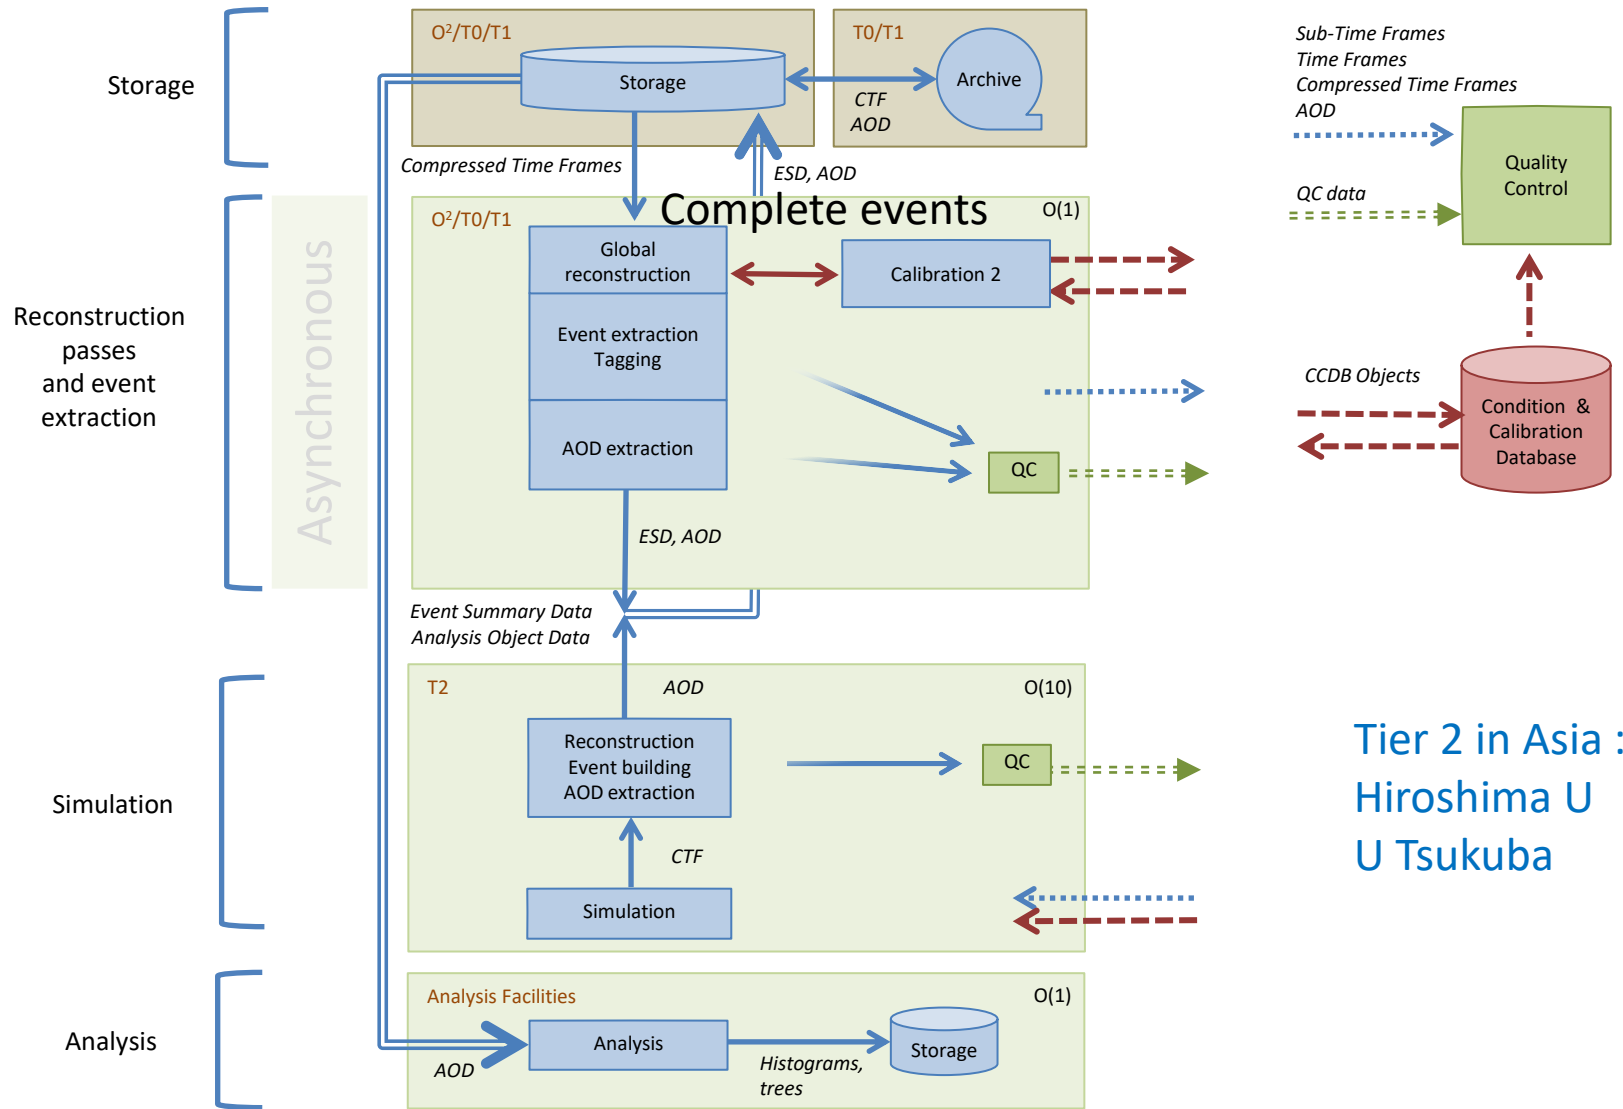 Storage
O²/T0/T1
Storage
T0/T1
Archive
CTF
AOD
Compressed Time Frames
ESD, AOD
Sub-Time Frames
Time Frames
Compressed Time Frames
AOD
Quality
Control
QC data
Reconstruction
passes
and event
extraction
Asynchronous
O²/T0/T1
Complete events
O(1)
Global
reconstruction
Calibration 2
Event extraction
Tagging
AOD extraction
QC
ESD, AOD
CCDB Objects
Condition &
Calibration
Database
Event Summary Data
Analysis Object Data
Simulation
T2
AOD
O(10)
Reconstruction
Event building
AOD extraction
QC
CTF
Simulation
Tier 2 in Asia :
Hiroshima U
U Tsukuba
Analysis
Analysis Facilities
O(1)
AOD
Analysis
Histograms,
trees
Storage